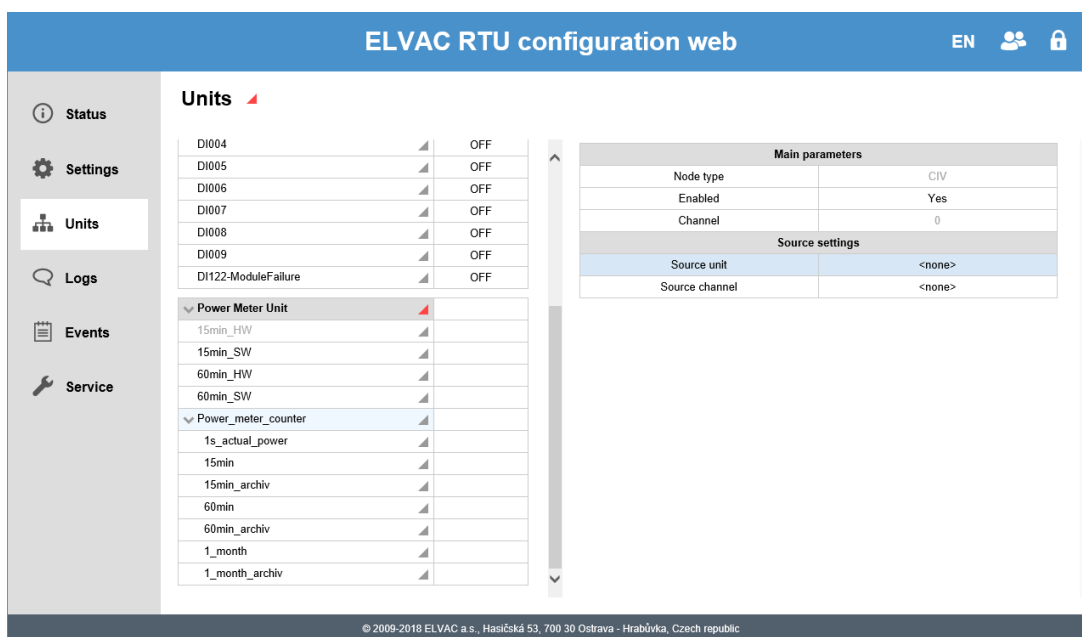 ELVAC RTU configuration web
EN
Status
Settings
Units
Logs
Events
Service
Units
DI004 OFF
DI005 OFF
DI006 OFF
DI007 OFF
DI008 OFF
DI009 OFF
DI122-ModuleFailure OFF
Power Meter Unit
15min_HW
15min_SW
60min_HW
60min_SW
Power_meter_counter
1s_actual_power
15min
15min_archiv
60min
60min_archiv
1_month
1_month_archiv
Main parameters
Node type CIV
Enabled Yes
Channel 0
Source settings
Source unit <none>
Source channel <none>
© 2009-2018 ELVAC a.s., Hasičská 53, 700 30 Ostrava - Hrabůvka, Czech republic